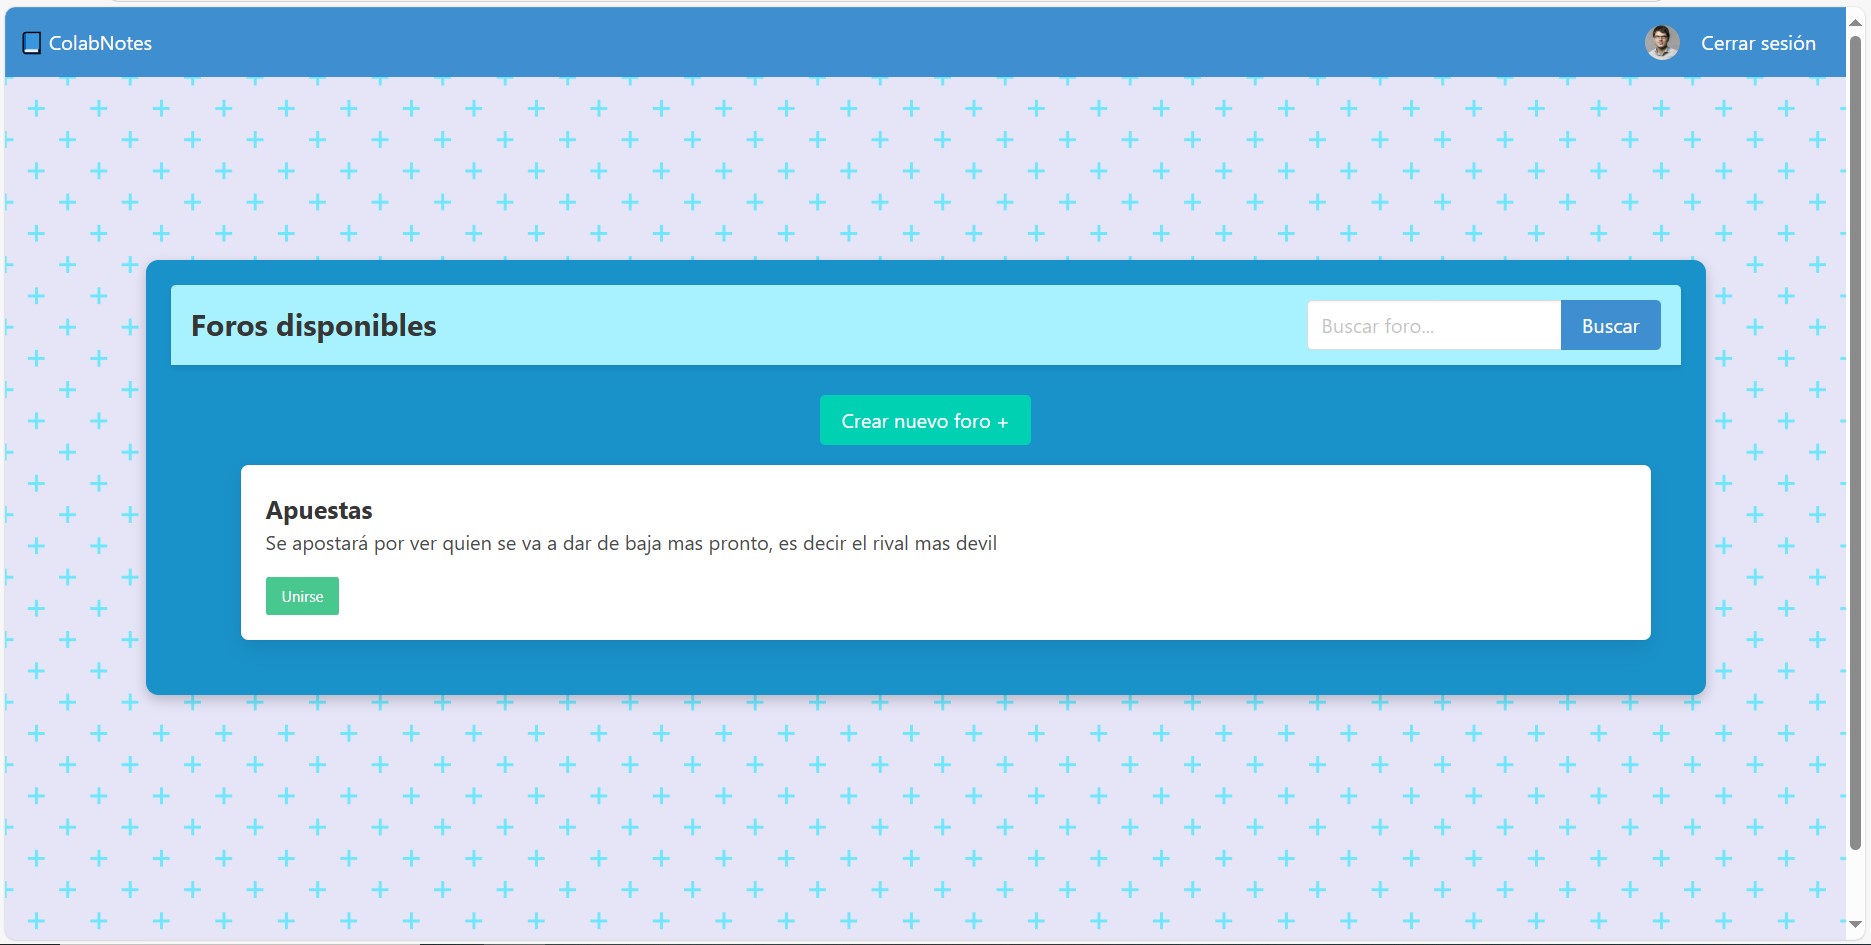 ColabNotes
Cerrar sesión
Foros disponibles
Buscar foro...
Buscar
Crear nuevo foro +
Apuestas
Se apostará por ver quien se va a dar de baja mas pronto, es decir el rival mas devil
Unirse